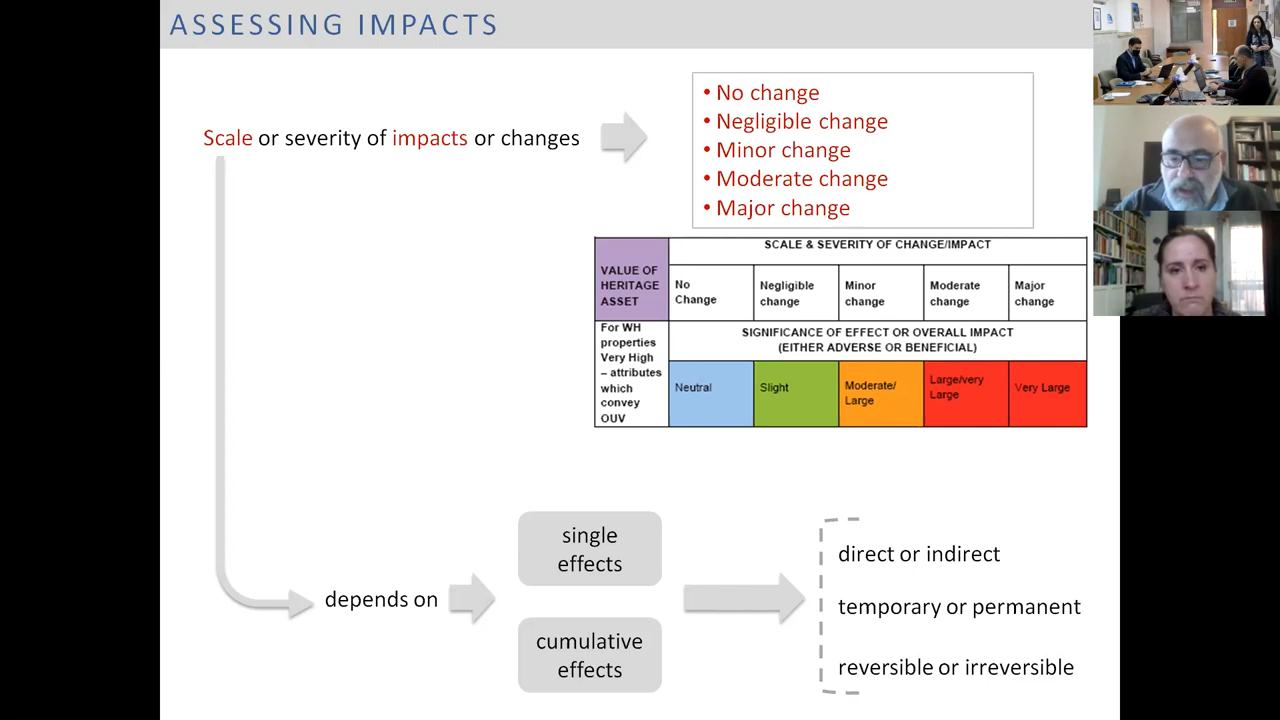 ASSESSING IMPACTS
Scale or severity of impacts or changes
• No change
• Negligible change
• Minor change
• Moderate change
• Major change
VALUE OF
HERITAGE
ASSET
SCALE & SEVERITY OF CHANGE/IMPACT
No
Change
Negligible
change
Minor
change
Moderate
change
Major
change
For WH
properties
Very High
– attributes
which
convey
OUV
SIGNIFICANCE OF EFFECT OR OVERALL IMPACT
(EITHER ADVERSE OR BENEFICIAL)
Neutral
Slight
Moderate/
Large
Large/very
Large
Very Large
depends on
single
effects
cumulative
effects
direct or indirect
temporary or permanent
reversible or irreversible